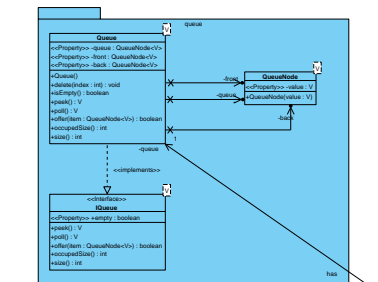 queue
V
Queue
<<Property>> -queue : QueueNode<V>
<<Property>> -front : QueueNode<V>
<<Property>> -back : QueueNode<V>
+Queue()
+delete(index : int) : void
+isEmpty() : boolean
+peek() : V
+poll() : V
+offer(item : QueueNode<V>) : boolean
+occupedSize() : int
+size() : int
-front
-queue
-back
1
V
QueueNode
<<Property>> -value : V
+QueueNode(value : V)
-queue
<<implements>>
V
<<Interface>>
IQueue
<<Property>> +empty : boolean
+peek() : V
+poll() : V
+offer(item : QueueNode<V>) : boolean
+occupedSize() : int
+size() : int
has